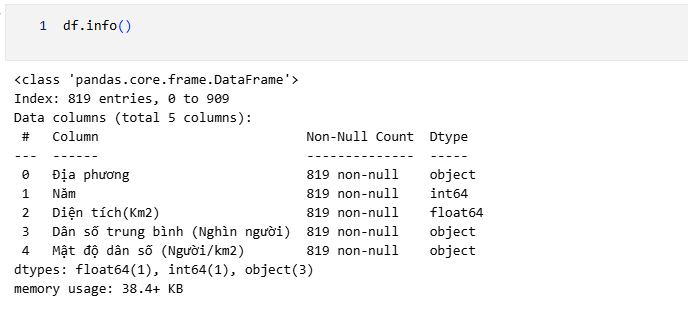 1 df.info()
<class 'pandas.core.frame.DataFrame'>
Index: 819 entries, 0 to 909
Data columns (total 5 columns):
 #   Column                              Non-Null Count  Dtype
---  ------                              --------------  -----
 0   Địa phương                          819 non-null    object
 1   Năm                                 819 non-null    int64
 2   Diện tích(Km2)                      819 non-null    float64
 3   Dân số trung bình (Nghìn người)  819 non-null    object
 4   Mật độ dân số (Người/km2)        819 non-null    object
dtypes: float64(1), int64(1), object(3)
memory usage: 38.4+ KB